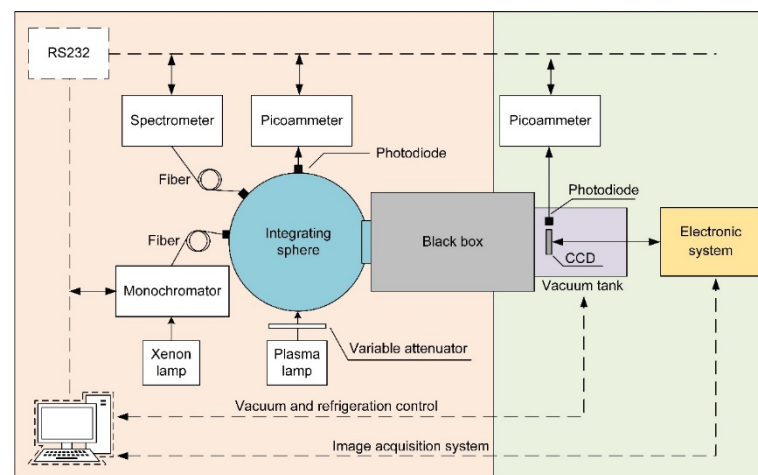 RS232
Spectrometer
Picoammeter
Picoammeter
Photodiode
Fiber
Photodiode
Fiber
Integrating
sphere
Black box
CCD
Electronic
system
Monochromator
Vacuum tank
Variable attenuator
Xenon
lamp
Plasma
lamp
Vacuum and refrigeration control
Image acquisition system